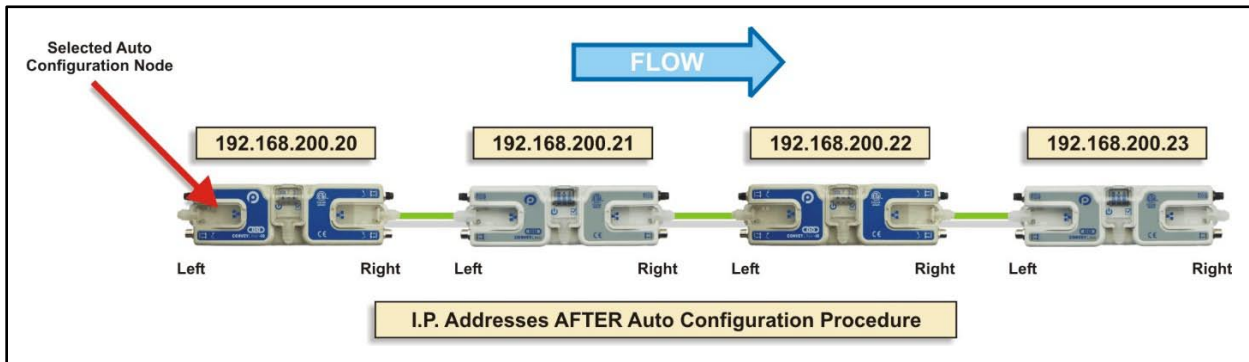 Selected Auto
Configuration Node
FLOW
192.168.200.20
192.168.200.21
192.168.200.22
192.168.200.23
Left
Right
Left
Right
Left
Right
Left
Right
I.P. Addresses AFTER Auto Configuration Procedure